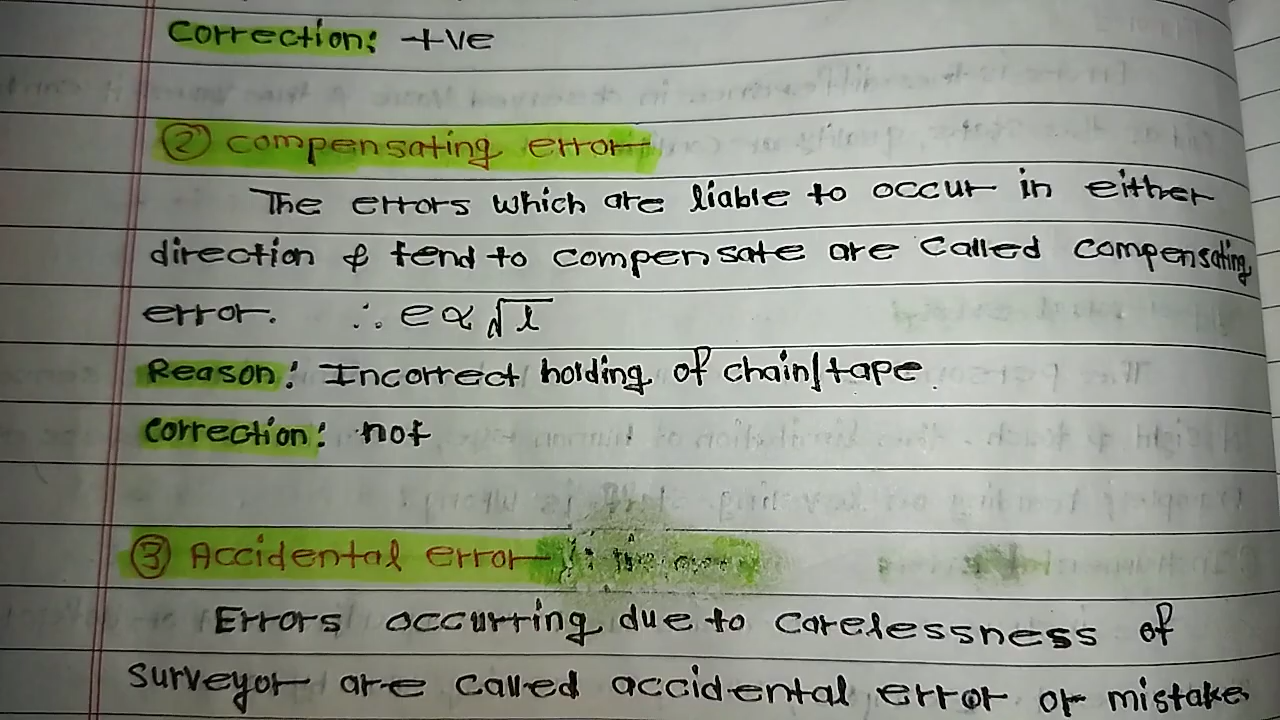 Correction: +ve
② Compensating error
The errors which are liable to occur in either
direction & tend to compensate are called compensating
error. ∴ e ∝ √l
Reason: Incorrect holding of chain/tape.
Correction: not
③ Accidental error
Errors occurring due to carelessness of
surveyor are called accidental error or mistake